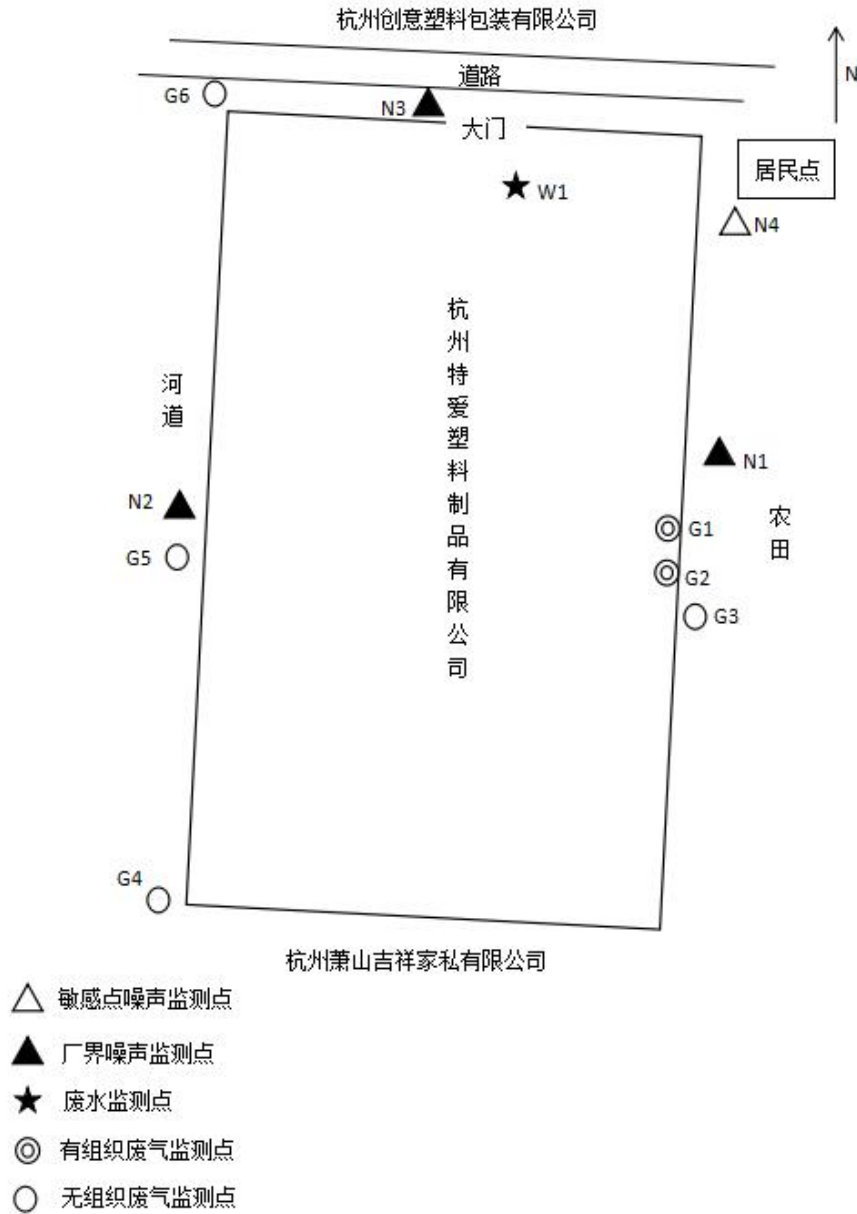 杭州创意塑料包装有限公司
道路
N
G6
N3
大门
居民点
W1
N4
杭州特爱塑料制品有限公司
河道
N1
N2
农田
G1
G5
G2
G3
G4
杭州萧山吉祥家私有限公司
敏感点噪声监测点
厂界噪声监测点
废水监测点
有组织废气监测点
无组织废气监测点